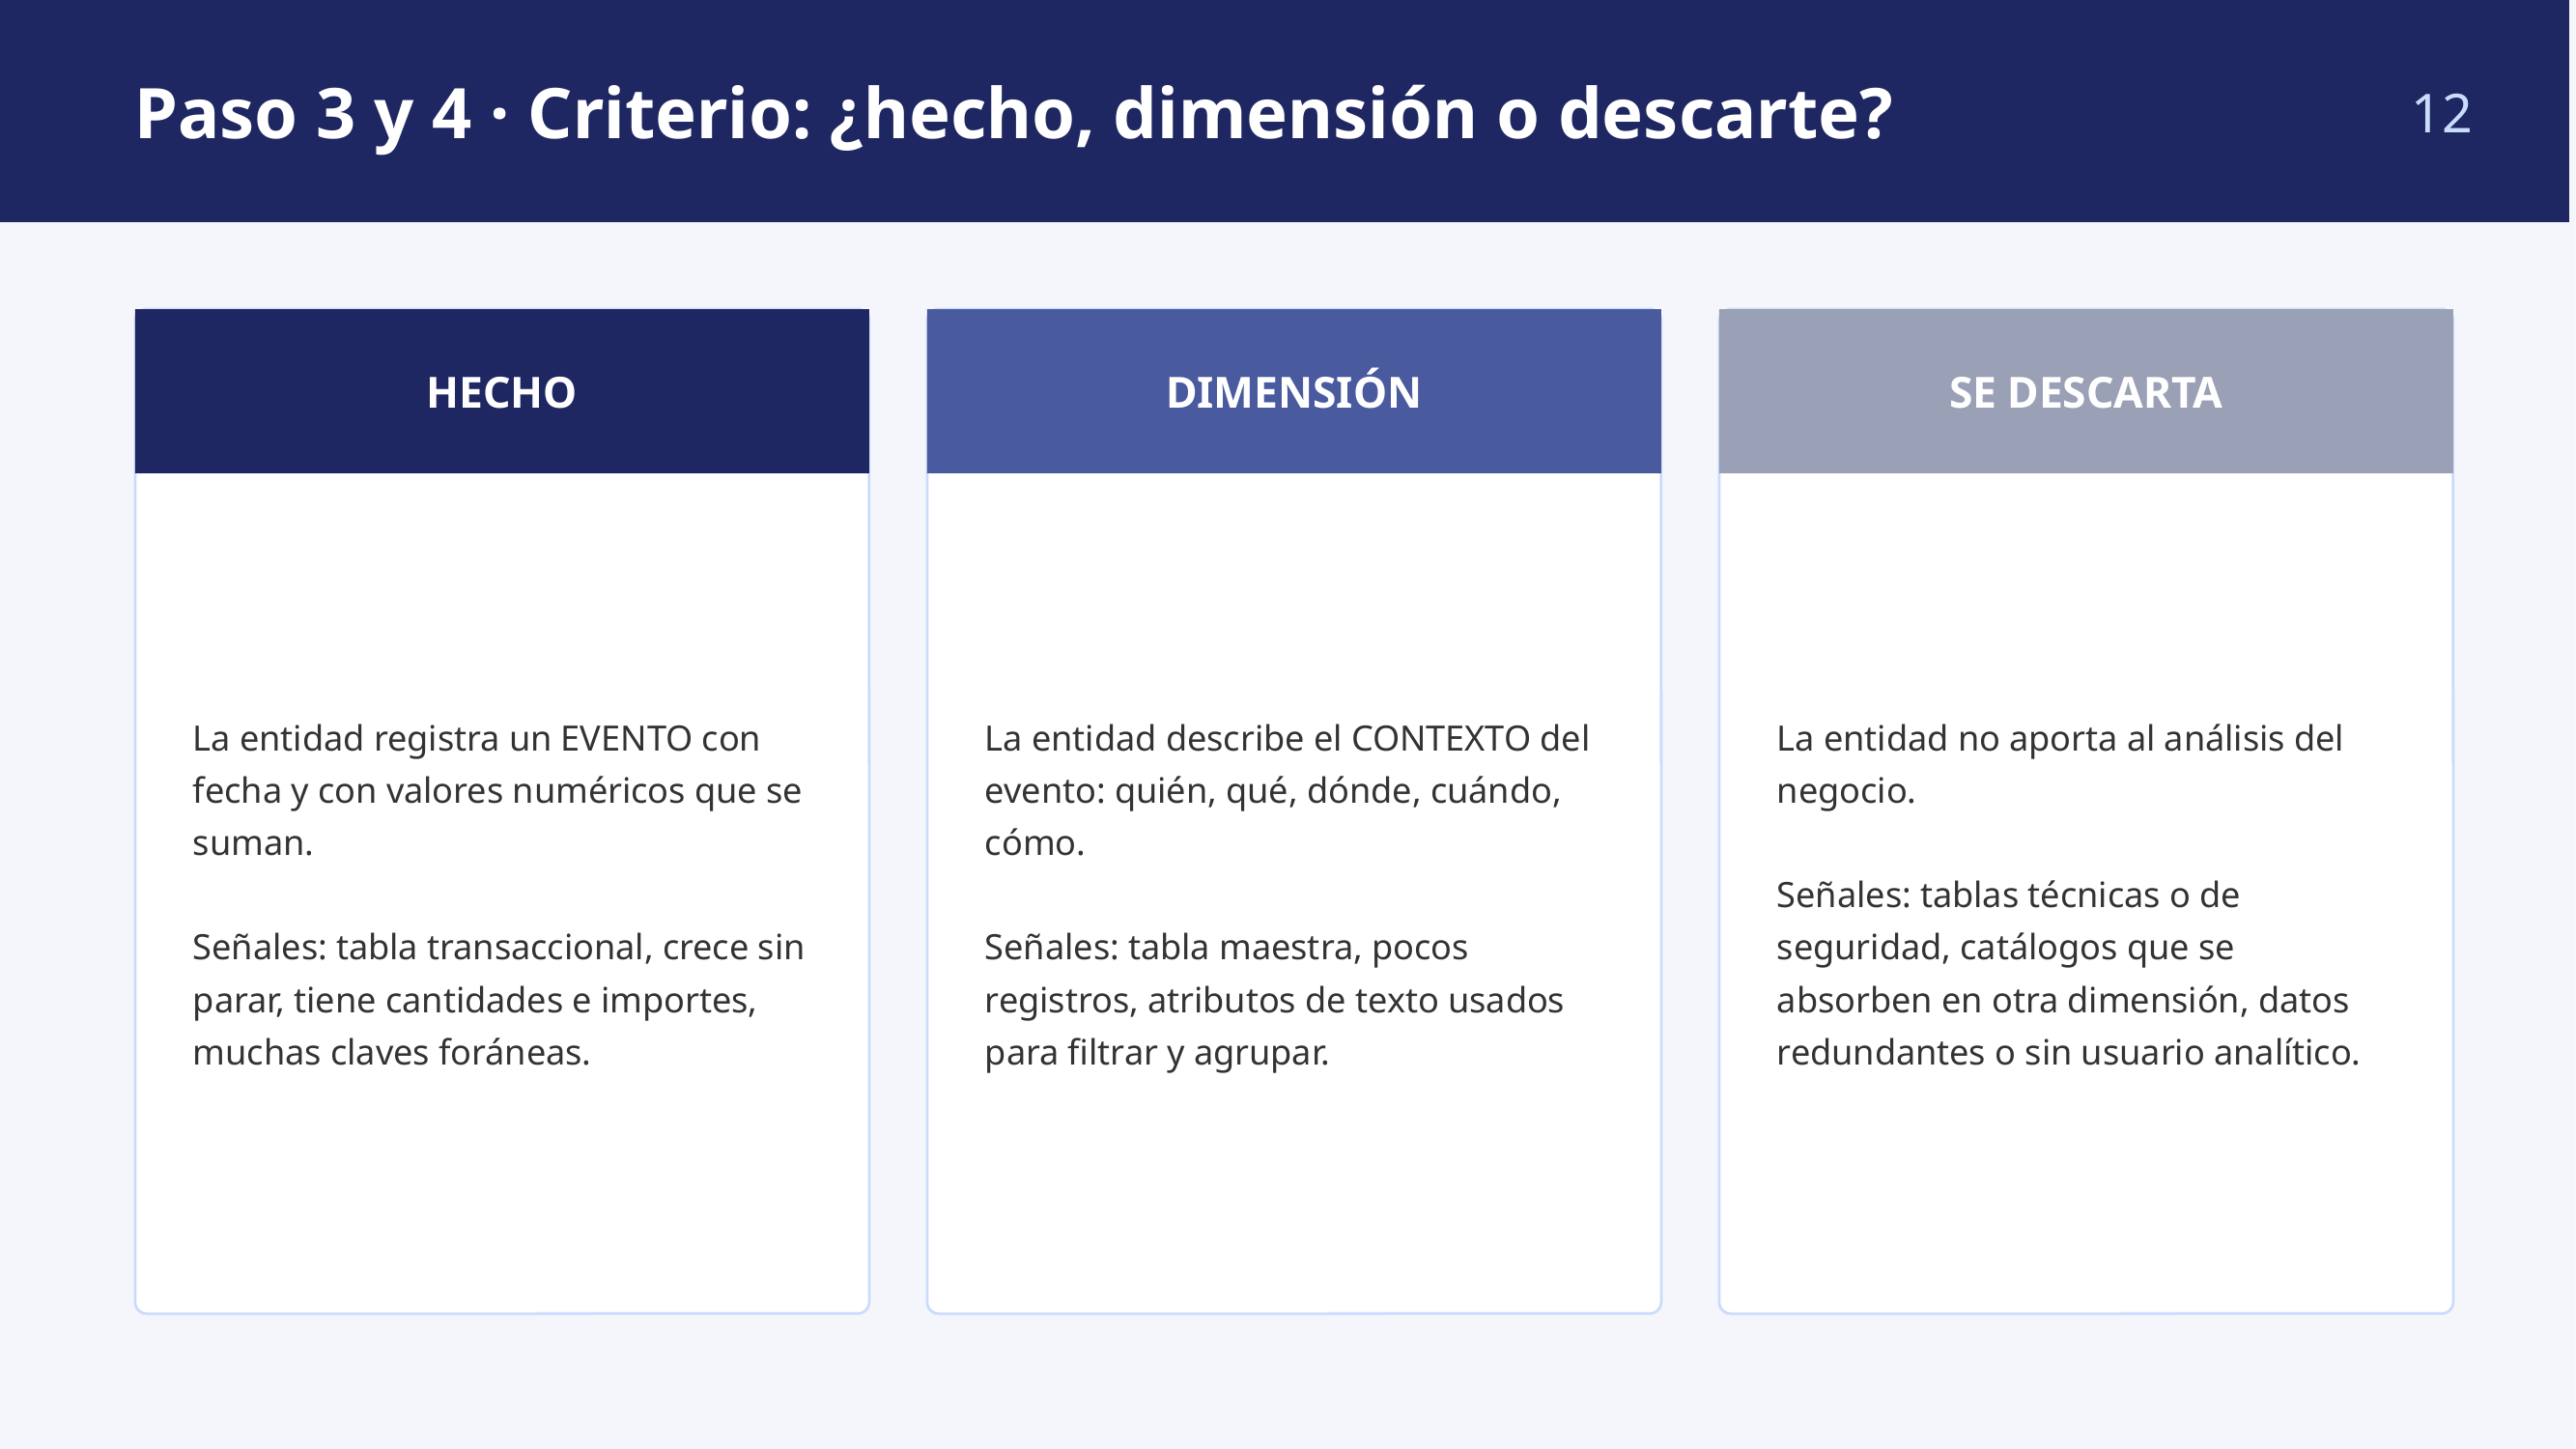 Paso 3 y 4 · Criterio: ¿hecho, dimensión o descarte?
12
HECHO
La entidad registra un EVENTO con
fecha y con valores numéricos que se
suman.
Señales: tabla transaccional, crece sin
parar, tiene cantidades e importes,
muchas claves foráneas.
DIMENSIÓN
La entidad describe el CONTEXTO del
evento: quién, qué, dónde, cuándo,
cómo.
Señales: tabla maestra, pocos
registros, atributos de texto usados
para filtrar y agrupar.
SE DESCARTA
La entidad no aporta al análisis del
negocio.
Señales: tablas técnicas o de
seguridad, catálogos que se
absorben en otra dimensión, datos
redundantes o sin usuario analítico.